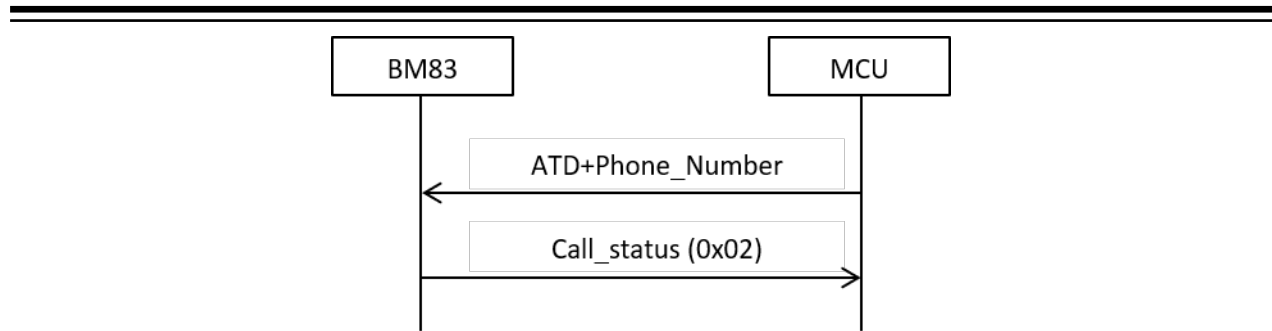 BM83
MCU
ATD+Phone_Number
Call_status (0x02)